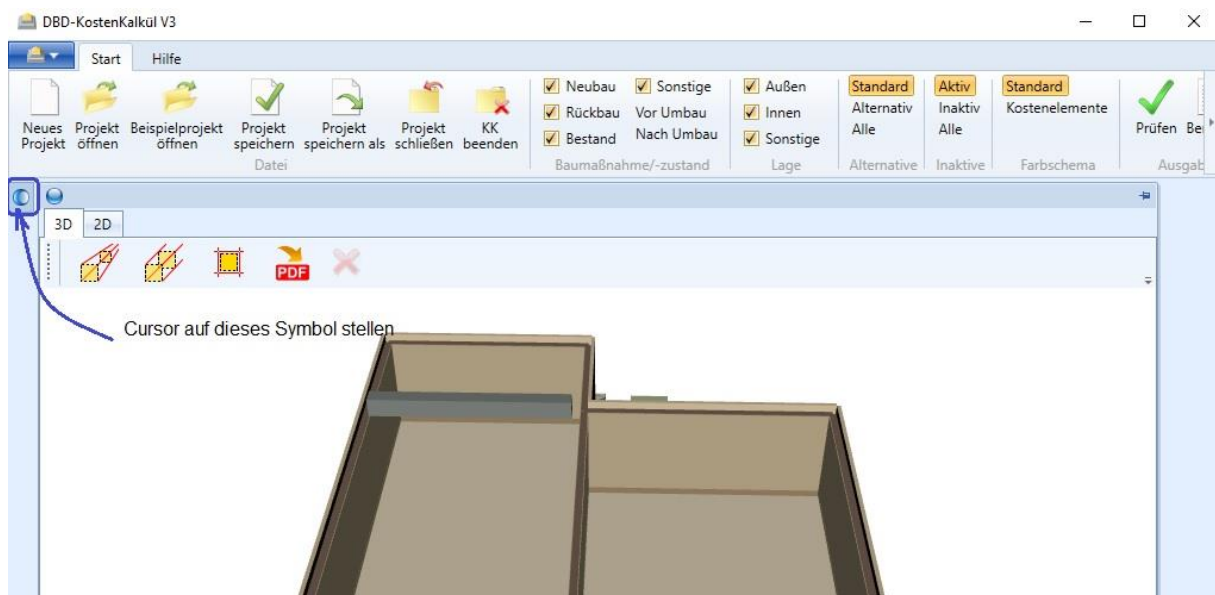 DBD-KostenKalkül V3
Start Hilfe
Neues Projekt
Projekt öffnen
Beispielprojekt öffnen
Projekt speichern
Projekt speichern als
Projekt schließen
KK beenden
Datei
Neubau Sonstige
Rückbau Vor Umbau
Bestand Nach Umbau
Baumaßnahme/-zustand
Außen
Innen
Sonstige
Lage
Standard
Alternativ
Alle
Alternative
Aktiv
Inaktiv
Alle
Inaktive
Standard
Kostenelemente
Farbschema
Prüfen Be
Ausgab
3D 2D
PDF
Cursor auf dieses Symbol stellen